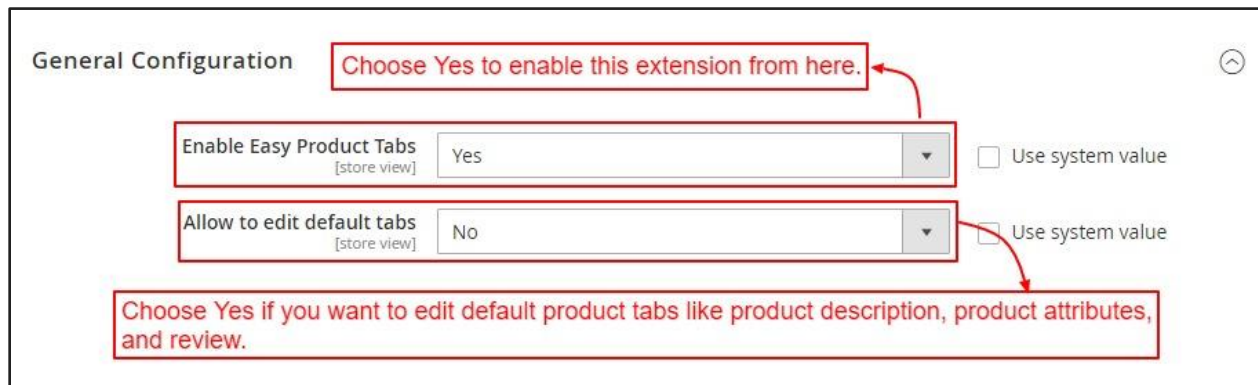 General Configuration
Choose Yes to enable this extension from here.
Enable Easy Product Tabs
[store view]
Yes
Use system value
Allow to edit default tabs
[store view]
No
Use system value
Choose Yes if you want to edit default product tabs like product description, product attributes,
and review.